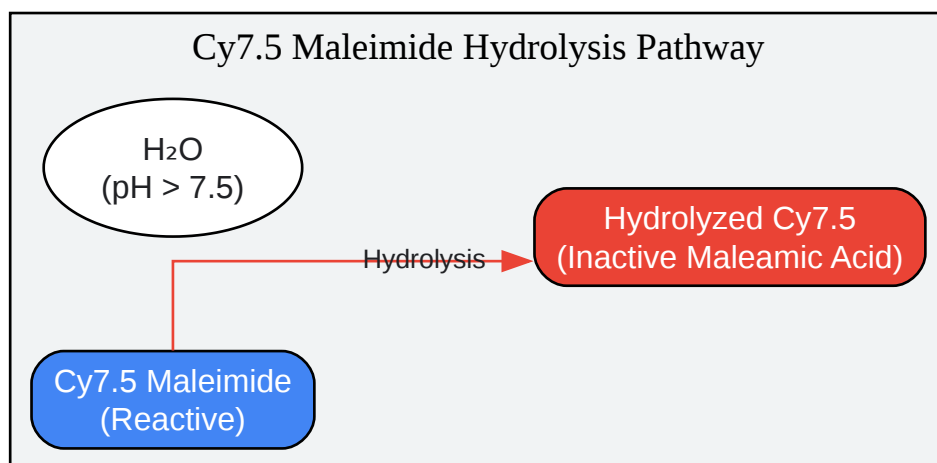 Cy7.5 Maleimide Hydrolysis Pathway
H₂O
(pH > 7.5)
Hydrolyzed Cy7.5
(Inactive Maleamic Acid)
Hydrolysis
Cy7.5 Maleimide
(Reactive)